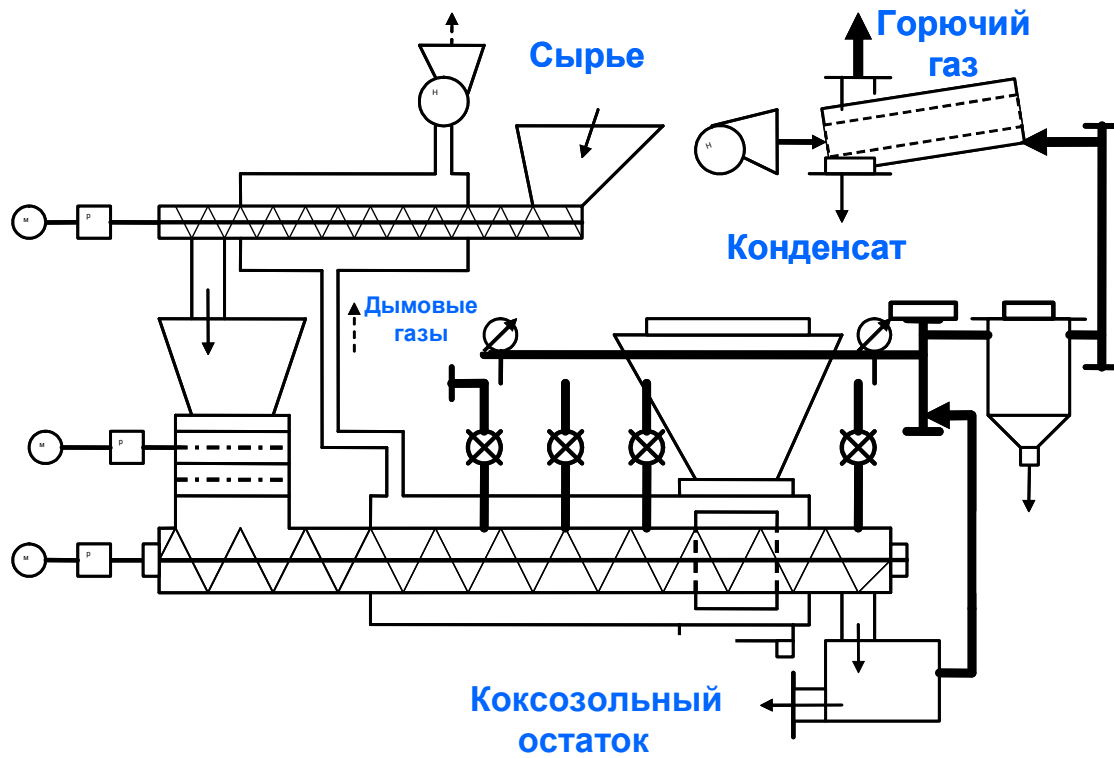 Горючий
газ
Сырье
Н
Н
м
Р
Конденсат
Дымовые
газы
м
Р
м
Р
Коксозольный
остаток